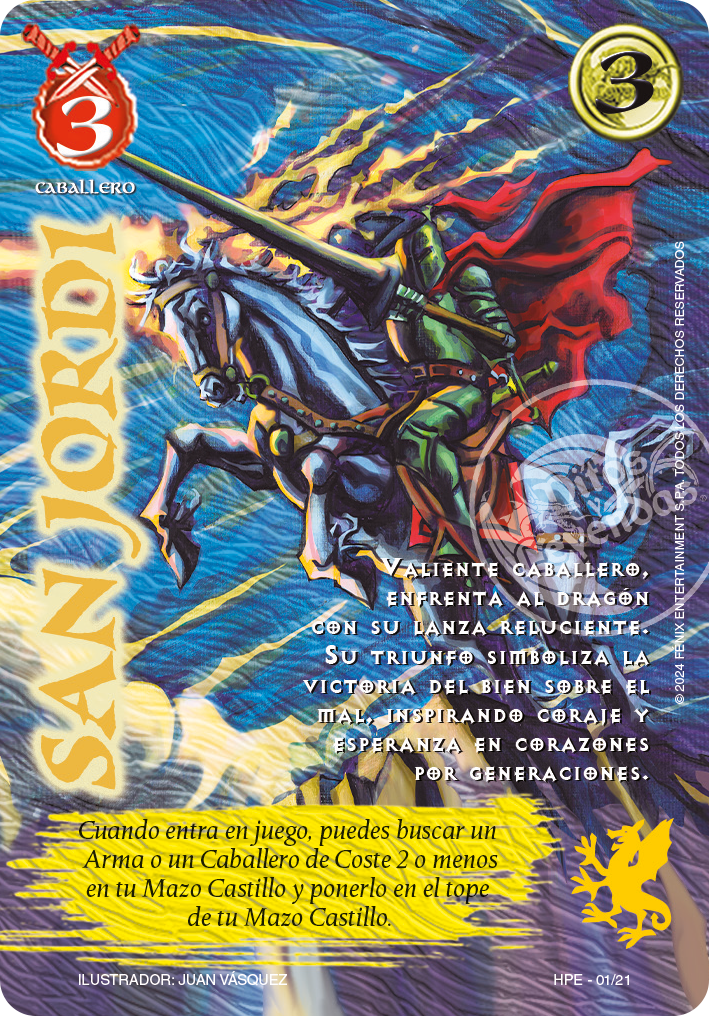 3
3
CABALLERO
SAN JORDI
VALIENTE CABALLERO,
ENFRENTA AL DRAGÓN
CON SU LANZA RELUCIENTE.
SU TRIUNFO SIMBOLIZA LA
VICTORIA DEL BIEN SOBRE EL
MAL, INSPIRANDO CORAJE Y
ESPERANZA EN CORAZONES
POR GENERACIONES.
Cuando entra en juego, puedes buscar un
Arma o un Caballero de Coste 2 o menos
en tu Mazo Castillo y ponerlo en el tope
de tu Mazo Castillo.
ILUSTRADOR: JUAN VÁSQUEZ
HPE - 01/21
© 2024 FENIX ENTERTAINMENT S.PA. TODOS LOS DERECHOS RESERVADOS
mitos
y
leyendas